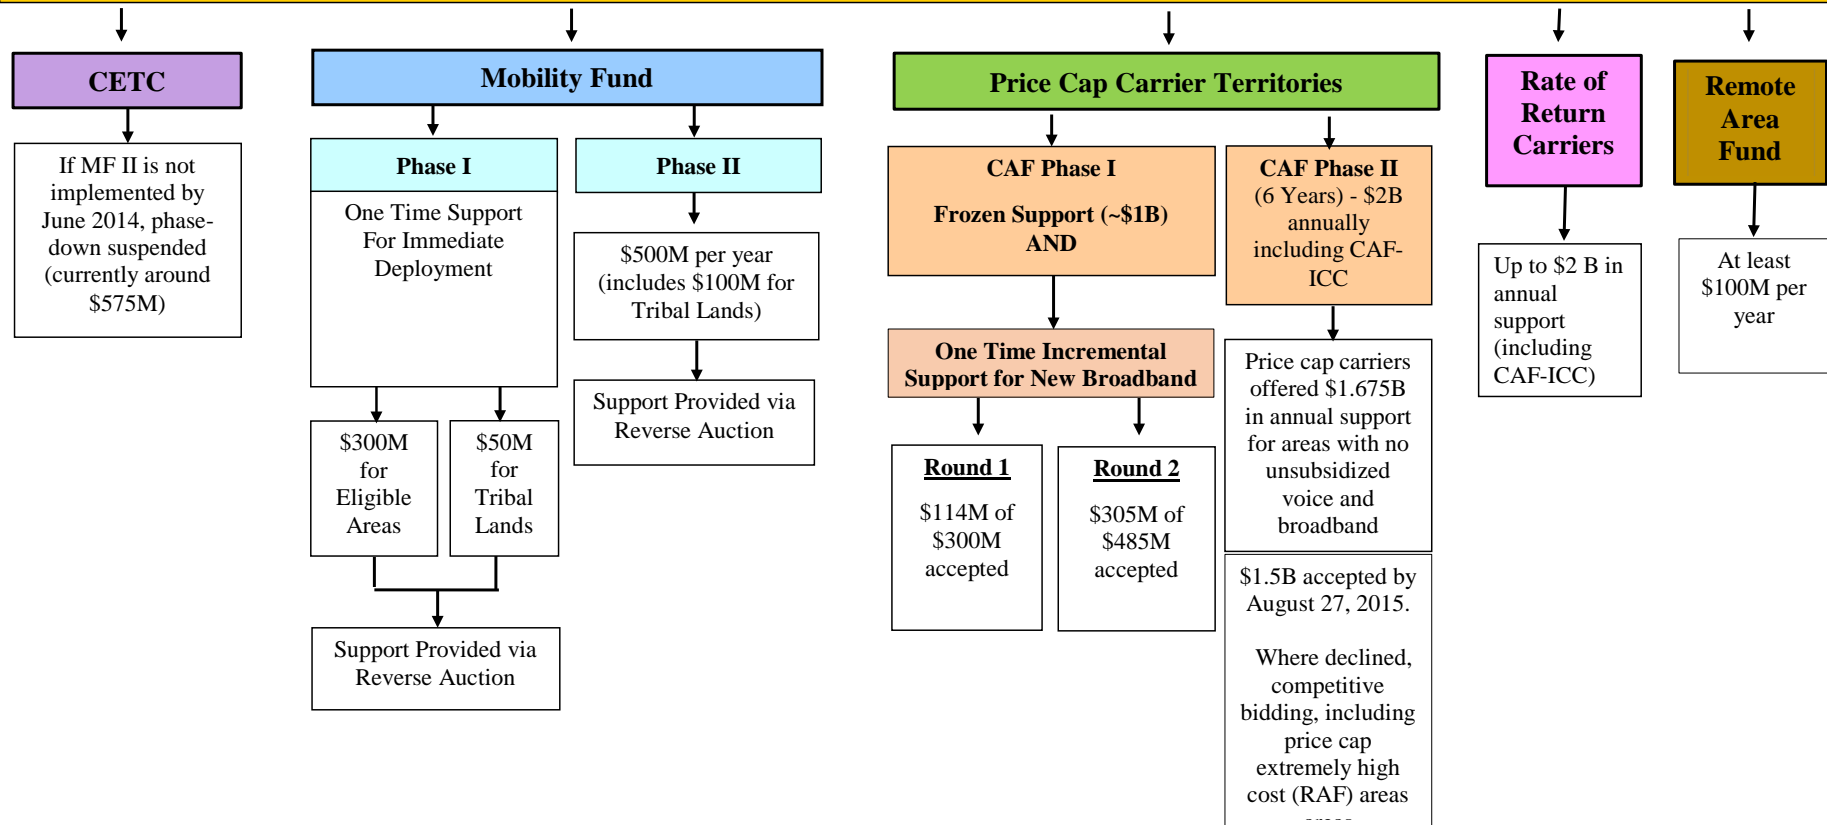 CETC
If MF II is not
implemented by
June 2014, phase-
down suspended
(currently around
$575M)
Mobility Fund
Phase I
One Time Support
For Immediate
Deployment
$300M
for
Eligible
Areas
$50M
for
Tribal
Lands
Support Provided via
Reverse Auction
Phase II
$500M per year
(includes $100M for
Tribal Lands)
Support Provided via
Reverse Auction
Price Cap Carrier Territories
CAF Phase I
Frozen Support (~$1B)
AND
One Time Incremental
Support for New Broadband
Round 1
$114M of
$300M
accepted
Round 2
$305M of
$485M
accepted
CAF Phase II
(6 Years) - $2B
annually
including CAF-
ICC
Price cap carriers
offered $1.675B
in annual support
for areas with no
unsubsidized
voice and
broadband
$1.5B accepted by
August 27, 2015.
Where declined,
competitive
bidding, including
price cap
extremely high
cost (RAF) areas
Rate of
Return
Carriers
Up to $2 B in
annual
support
(including
CAF-ICC)
Remote
Area
Fund
At least
$100M per
year